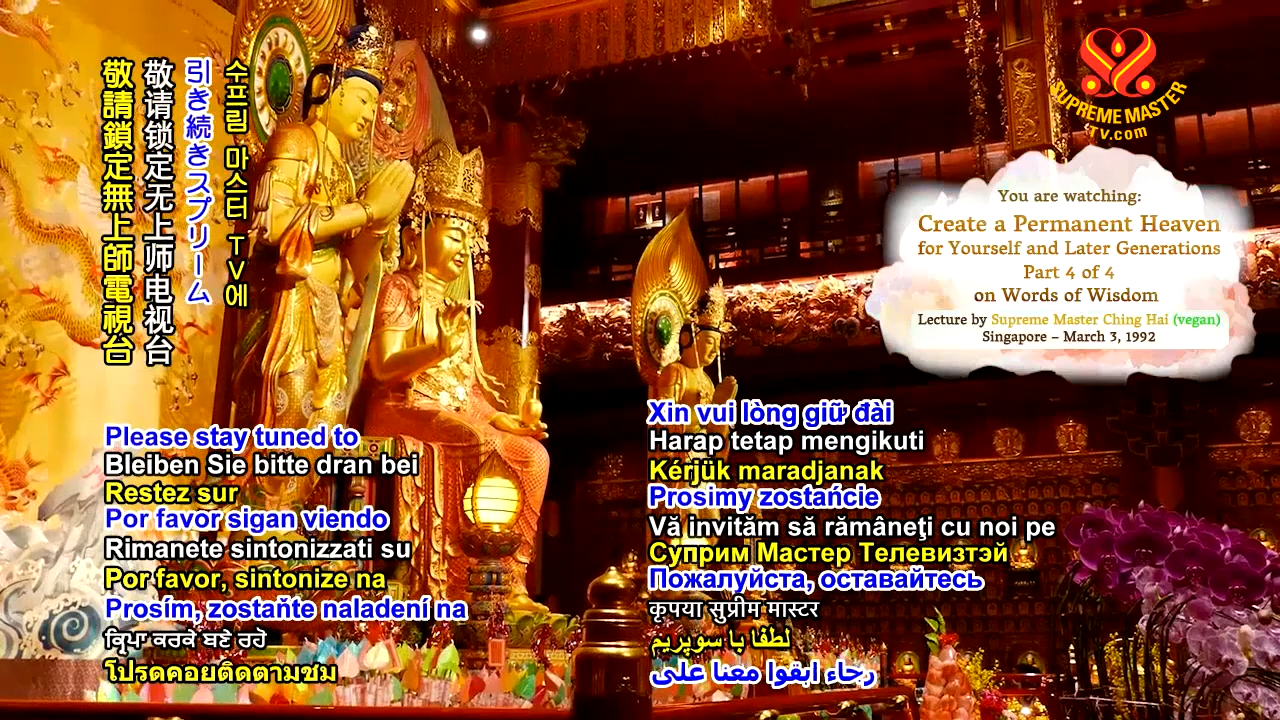 敬請鎖定無上師電視台
敬请锁定无上师电视台
引き続きスプリーム
수프림 마스터 TV에
SUPREME MASTER
TV.com
You are watching:
Create a Permanent Heaven
for Yourself and Later Generations
Part 4 of 4
on Words of Wisdom
Lecture by Supreme Master Ching Hai (vegan)
Singapore – March 3, 1992
Please stay tuned to
Bleiben Sie bitte dran bei
Restez sur
Por favor sigan viendo
Rimanete sintonizzati su
Por favor, sintonize na
Prosím, zostaňte naladení na
ਕ੍ਰਿਪਾ ਕਰਕੇ ਬਣੇ ਰਹੋ
โปรดคอยติดตามชม
Xin vui lòng giữ đài
Harap tetap mengikuti
Kérjük maradjanak
Prosimy zostańcie
Vă invităm să rămâneţi cu noi pe
Суприм Мастер Телевизтэй
Пожалуйста, оставайтесь
कृपया सुप्रीम मास्टर
لطفًا با سوپریم
رجاء ابقوا معنا على